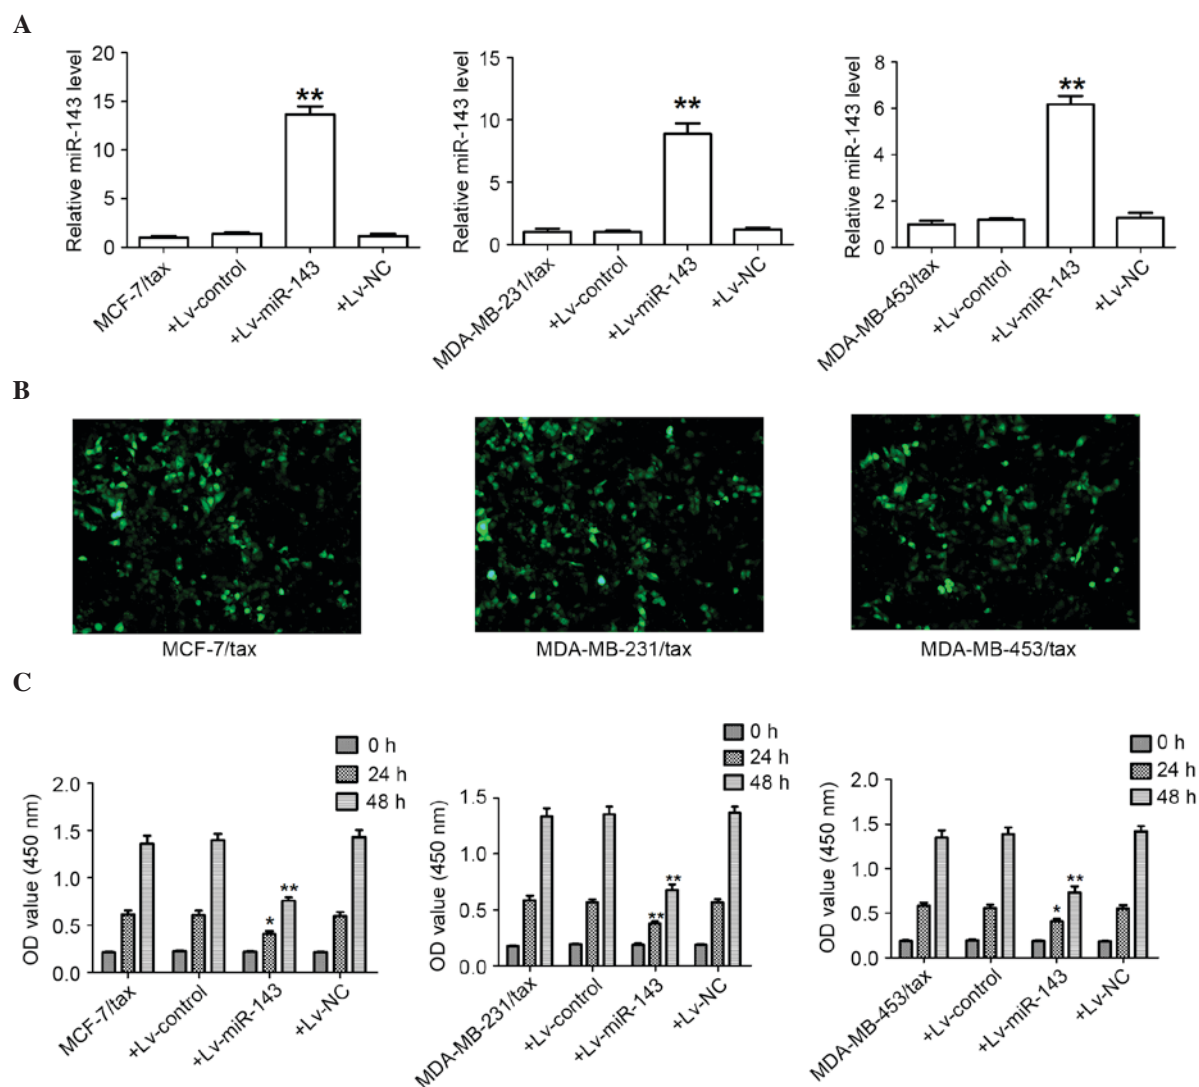 A
Relative miR-143 level
20
15
10
5
0
**
MCF-7/tax
+Lv-control
+Lv-miR-143
+Lv-NC
Relative miR-143 level
15
10
5
0
**
MDA-MB-231/tax
+Lv-control
+Lv-miR-143
+Lv-NC
Relative miR-143 level
8
6
4
2
0
**
MDA-MB-453/tax
+Lv-control
+Lv-miR-143
+Lv-NC
B
MCF-7/tax
MDA-MB-231/tax
MDA-MB-453/tax
C
0 h
24 h
48 h
OD value (450 nm)
2.0
1.5
1.0
0.5
0.0
*
**
MCF-7/tax
+Lv-control
+Lv-miR-143
+Lv-NC
0 h
24 h
48 h
OD value (450 nm)
1.5
1.0
0.5
0.0
**
**
MDA-MB-231/tax
+Lv-control
+Lv-miR-143
+Lv-NC
0 h
24 h
48 h
OD value (450 nm)
2.0
1.5
1.0
0.5
0.0
*
**
MDA-MB-453/tax
+Lv-control
+Lv-miR-143
+Lv-NC